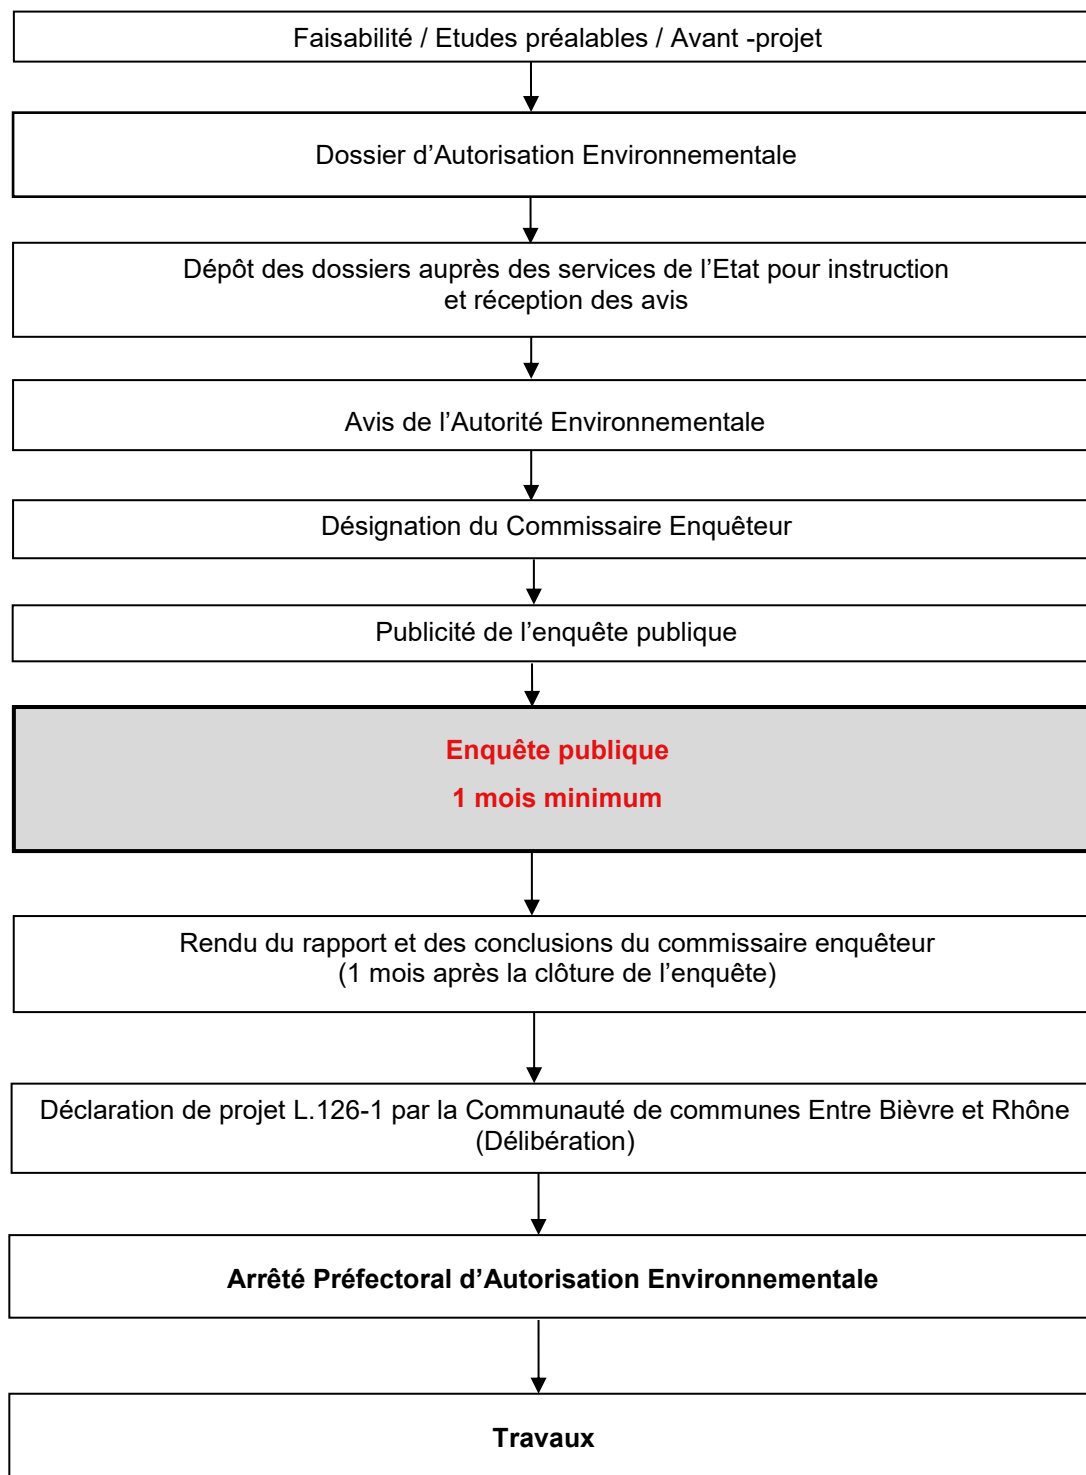 Faisabilité / Etudes préalables / Avant -projet
Dossier d’Autorisation Environnementale
Dépôt des dossiers auprès des services de l’Etat pour instruction
et réception des avis
Avis de l’Autorité Environnementale
Désignation du Commissaire Enquêteur
Publicité de l’enquête publique
Enquête publique
1 mois minimum
Rendu du rapport et des conclusions du commissaire enquêteur
(1 mois après la clôture de l’enquête)
Déclaration de projet L.126-1 par la Communauté de communes Entre Bièvre et Rhône
(Délibération)
Arrêté Préfectoral d’Autorisation Environnementale
Travaux